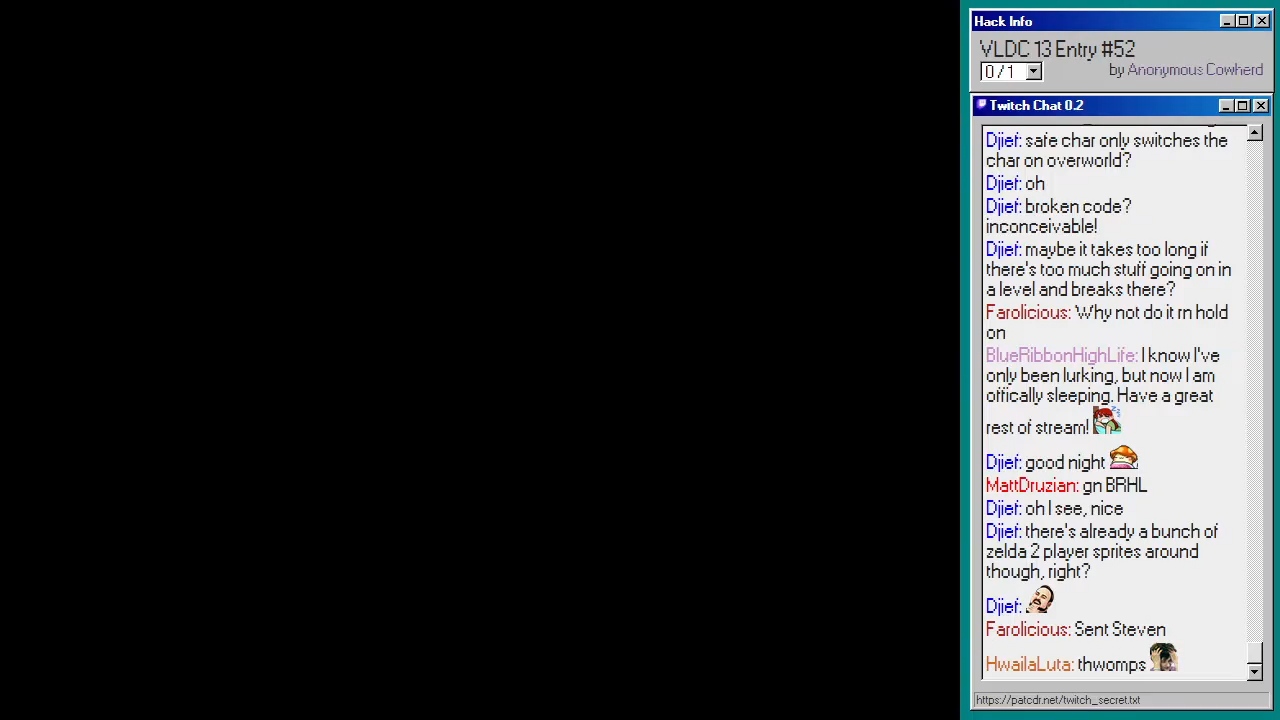 Hack Info
VLDC 13 Entry #52
0/1
by Anonymous Cowherd
Twitch Chat 0.2
Djief: safe char only switches the
char on overworld?
Djief: oh
Djief: broken code?
inconceivable!
Djief: maybe it takes too long if
there's too much stuff going on in
a level and breaks there?
Farolicious: Why not do it rn hold
on
BlueRibbonHighLife: I know I've
only been lurking, but now I am
offically sleeping. Have a great
rest of stream!
Djief: good night
MattDruzian: gn BRHL
Djief: oh I see, nice
Djief: there's already a bunch of
zelda 2 player sprites around
though, right?
Djief:
Farolicious: Sent Steven
HwailaLuta: thwomps
https://patcdr.net/twitch_secret.txt